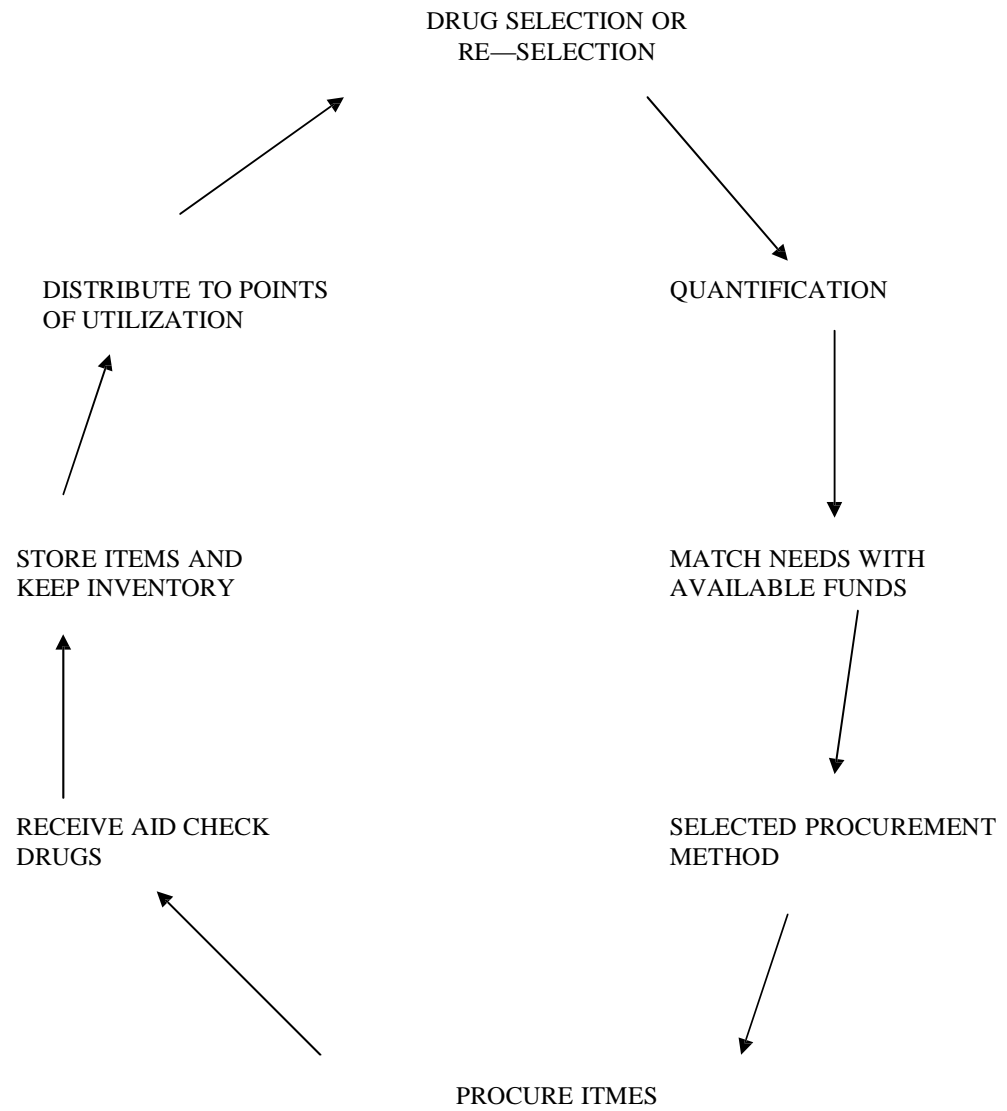 DRUG SELECTION OR
RE—SELECTION
QUANTIFICATION
MATCH NEEDS WITH
AVAILABLE FUNDS
SELECTED PROCUREMENT
METHOD
PROCURE ITMES
RECEIVE AID CHECK
DRUGS
STORE ITEMS AND
KEEP INVENTORY
DISTRIBUTE TO POINTS
OF UTILIZATION